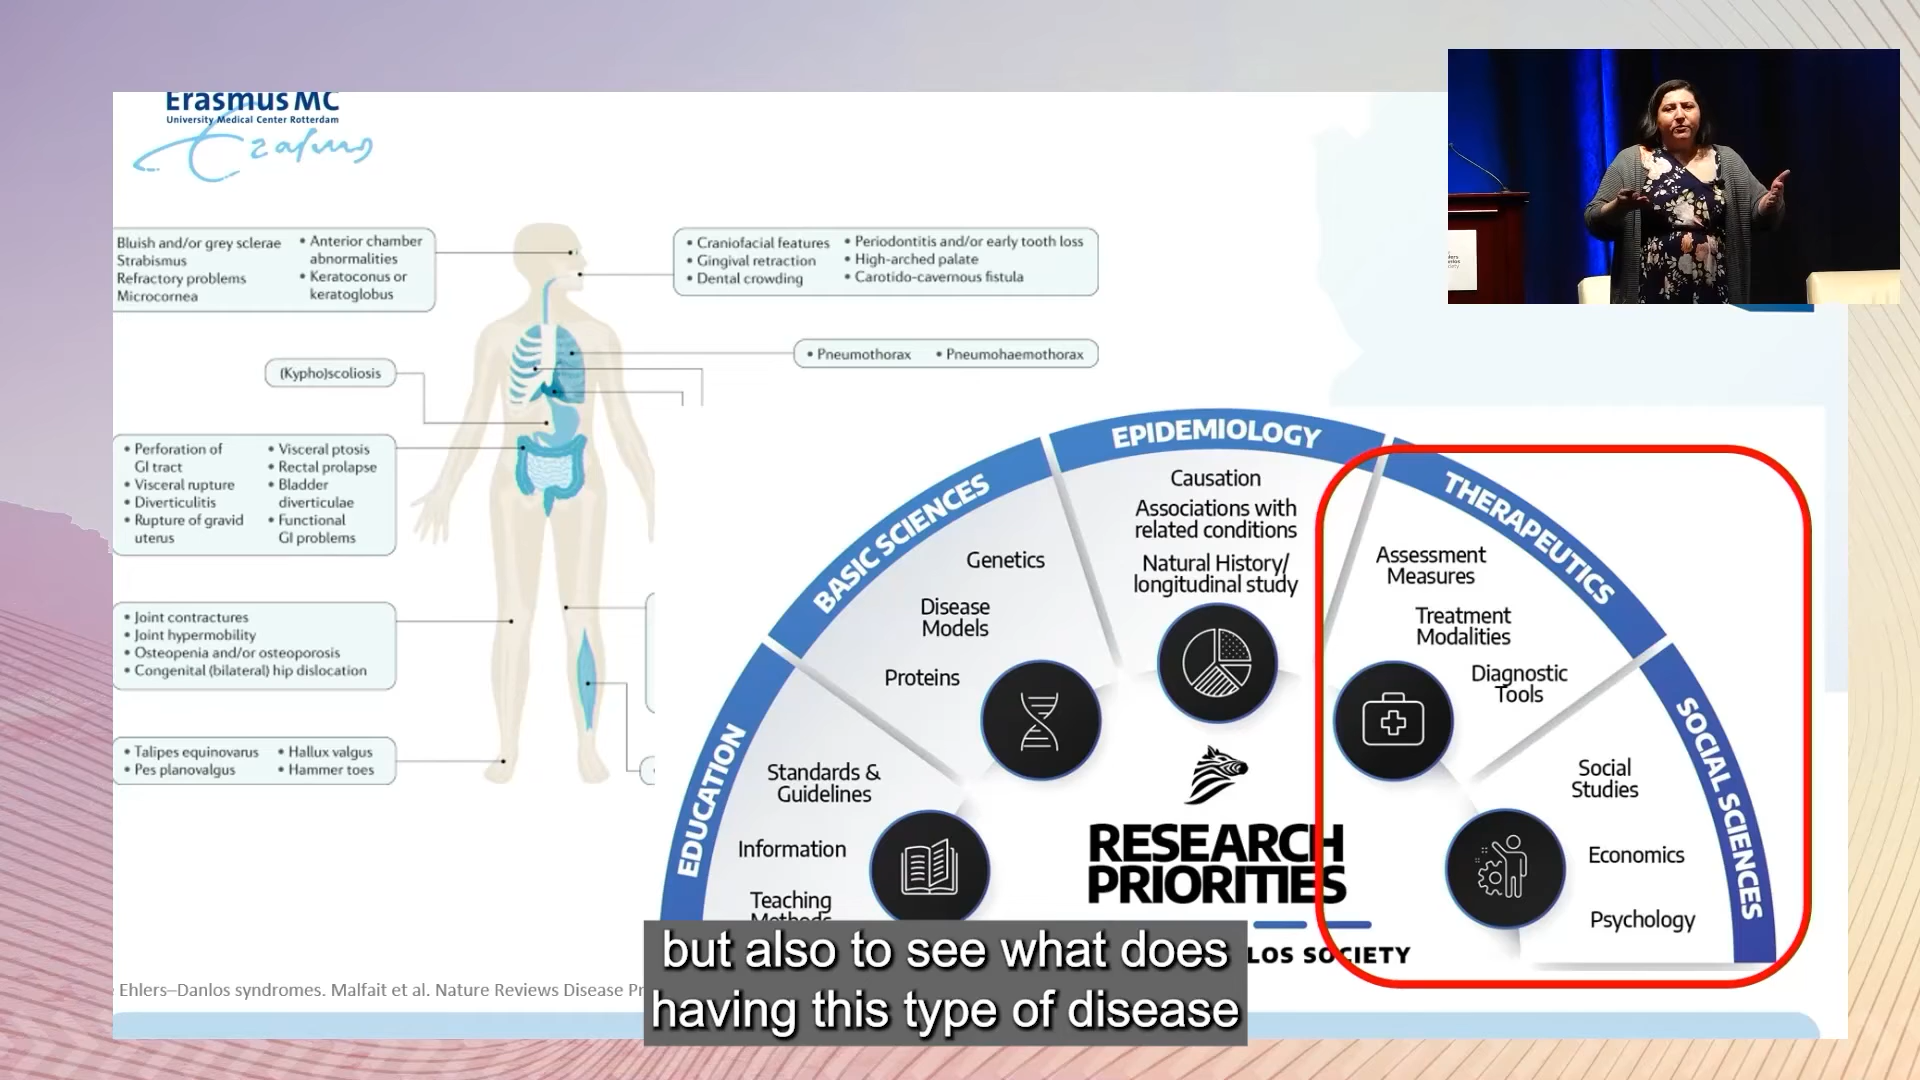 Erasmus MC
University Medical Center Rotterdam
Erasmus
Bluish and/or grey sclerae
Strabismus
Refractory problems
Microcornea
• Anterior chamber
abnormalities
• Keratoconus or
keratoglobus
• Craniofacial features
• Gingival retraction
• Dental crowding
• Periodontitis and/or early tooth loss
• High-arched palate
• Carotido-cavernous fistula
• Pneumothorax • Pneumohaemothorax
(Kypho)scoliosis
• Perforation of
GI tract
• Visceral rupture
• Diverticulitis
• Rupture of gravid
uterus
• Visceral ptosis
• Rectal prolapse
• Bladder
diverticulae
• Functional
GI problems
• Joint contractures
• Joint hypermobility
• Osteopenia and/or osteoporosis
• Congenital (bilateral) hip dislocation
• Talipes equinovarus
• Pes planovalgus
• Hallux valgus
• Hammer toes
EDUCATION
Standards &
Guidelines
Information
Teaching
Methods
BASIC SCIENCES
Genetics
Disease
Models
Proteins
EPIDEMIOLOGY
Causation
Associations with
related conditions
Natural History/
longitudinal study
THERAPEUTICS
Assessment
Measures
Treatment
Modalities
Diagnostic
Tools
SOCIAL SCIENCES
Social
Studies
Economics
Psychology
RESEARCH
PRIORITIES
LOS SOCIETY
Ehlers–Danlos syndromes. Malfait et al. Nature Reviews Disease Pr
but also to see what does
having this type of disease